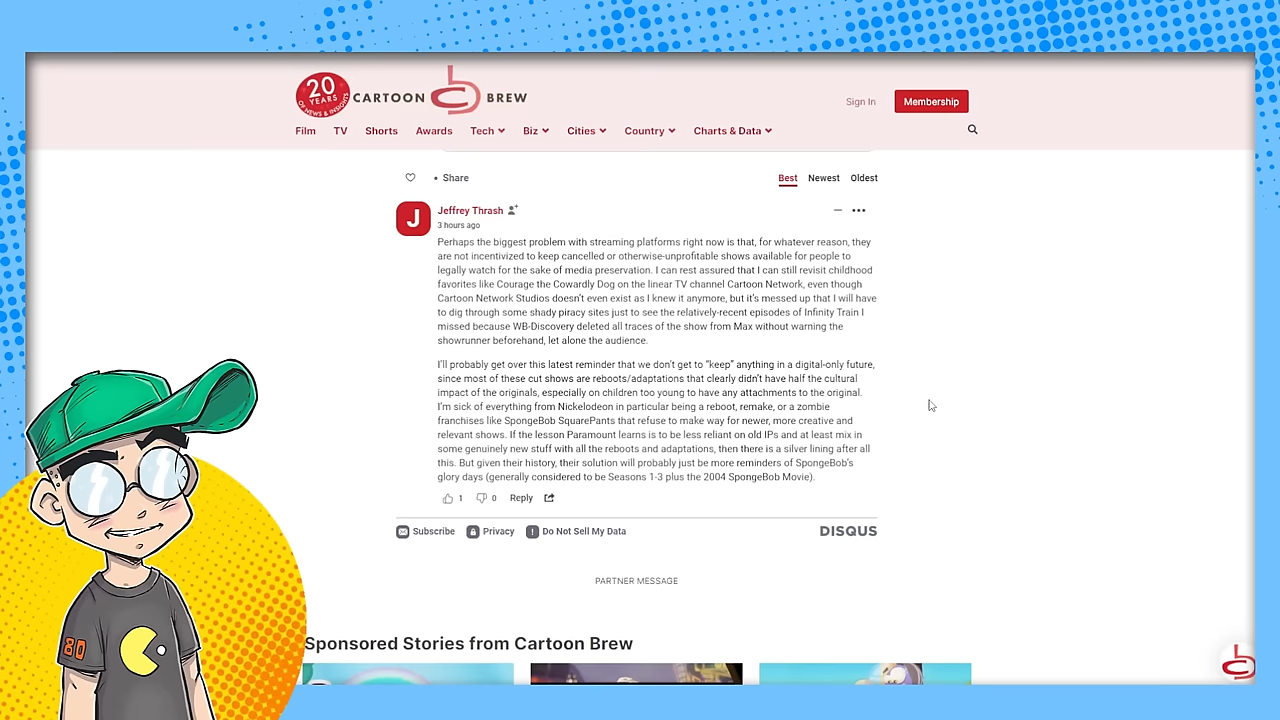 20
YEARS
OF NEWS & INSIGHTS
CARTOON BREW
Sign In
Membership
Film TV Shorts Awards Tech Biz Cities Country Charts & Data
Share
Best Newest Oldest
J
Jeffrey Thrash
3 hours ago
Perhaps the biggest problem with streaming platforms right now is that, for whatever reason, they
are not incentivized to keep cancelled or otherwise-unprofitable shows available for people to
legally watch for the sake of media preservation. I can rest assured that I can still revisit childhood
favorites like Courage the Cowardly Dog on the linear TV channel Cartoon Network, even though
Cartoon Network Studios doesn't even exist as I knew it anymore, but it's messed up that I will have
to dig through some shady piracy sites just to see the relatively-recent episodes of Infinity Train I
missed because WB-Discovery deleted all traces of the show from Max without warning the
showrunner beforehand, let alone the audience.
I'll probably get over this latest reminder that we don't get to “keep” anything in a digital-only future,
since most of these cut shows are reboots/adaptations that clearly didn't have half the cultural
impact of the originals, especially on children too young to have any attachments to the original.
I'm sick of everything from Nickelodeon in particular being a reboot, remake, or a zombie
franchises like SpongeBob SquarePants that refuse to make way for newer, more creative and
relevant shows. If the lesson Paramount learns is to be less reliant on old IPs and at least mix in
some genuinely new stuff with all the reboots and adaptations, then there is a silver lining after all
this. But given their history, their solution will probably just be more reminders of SpongeBob's
glory days (generally considered to be Seasons 1-3 plus the 2004 SpongeBob Movie).
1 0 Reply
Subscribe Privacy ! Do Not Sell My Data
DISQUS
PARTNER MESSAGE
Sponsored Stories from Cartoon Brew
80